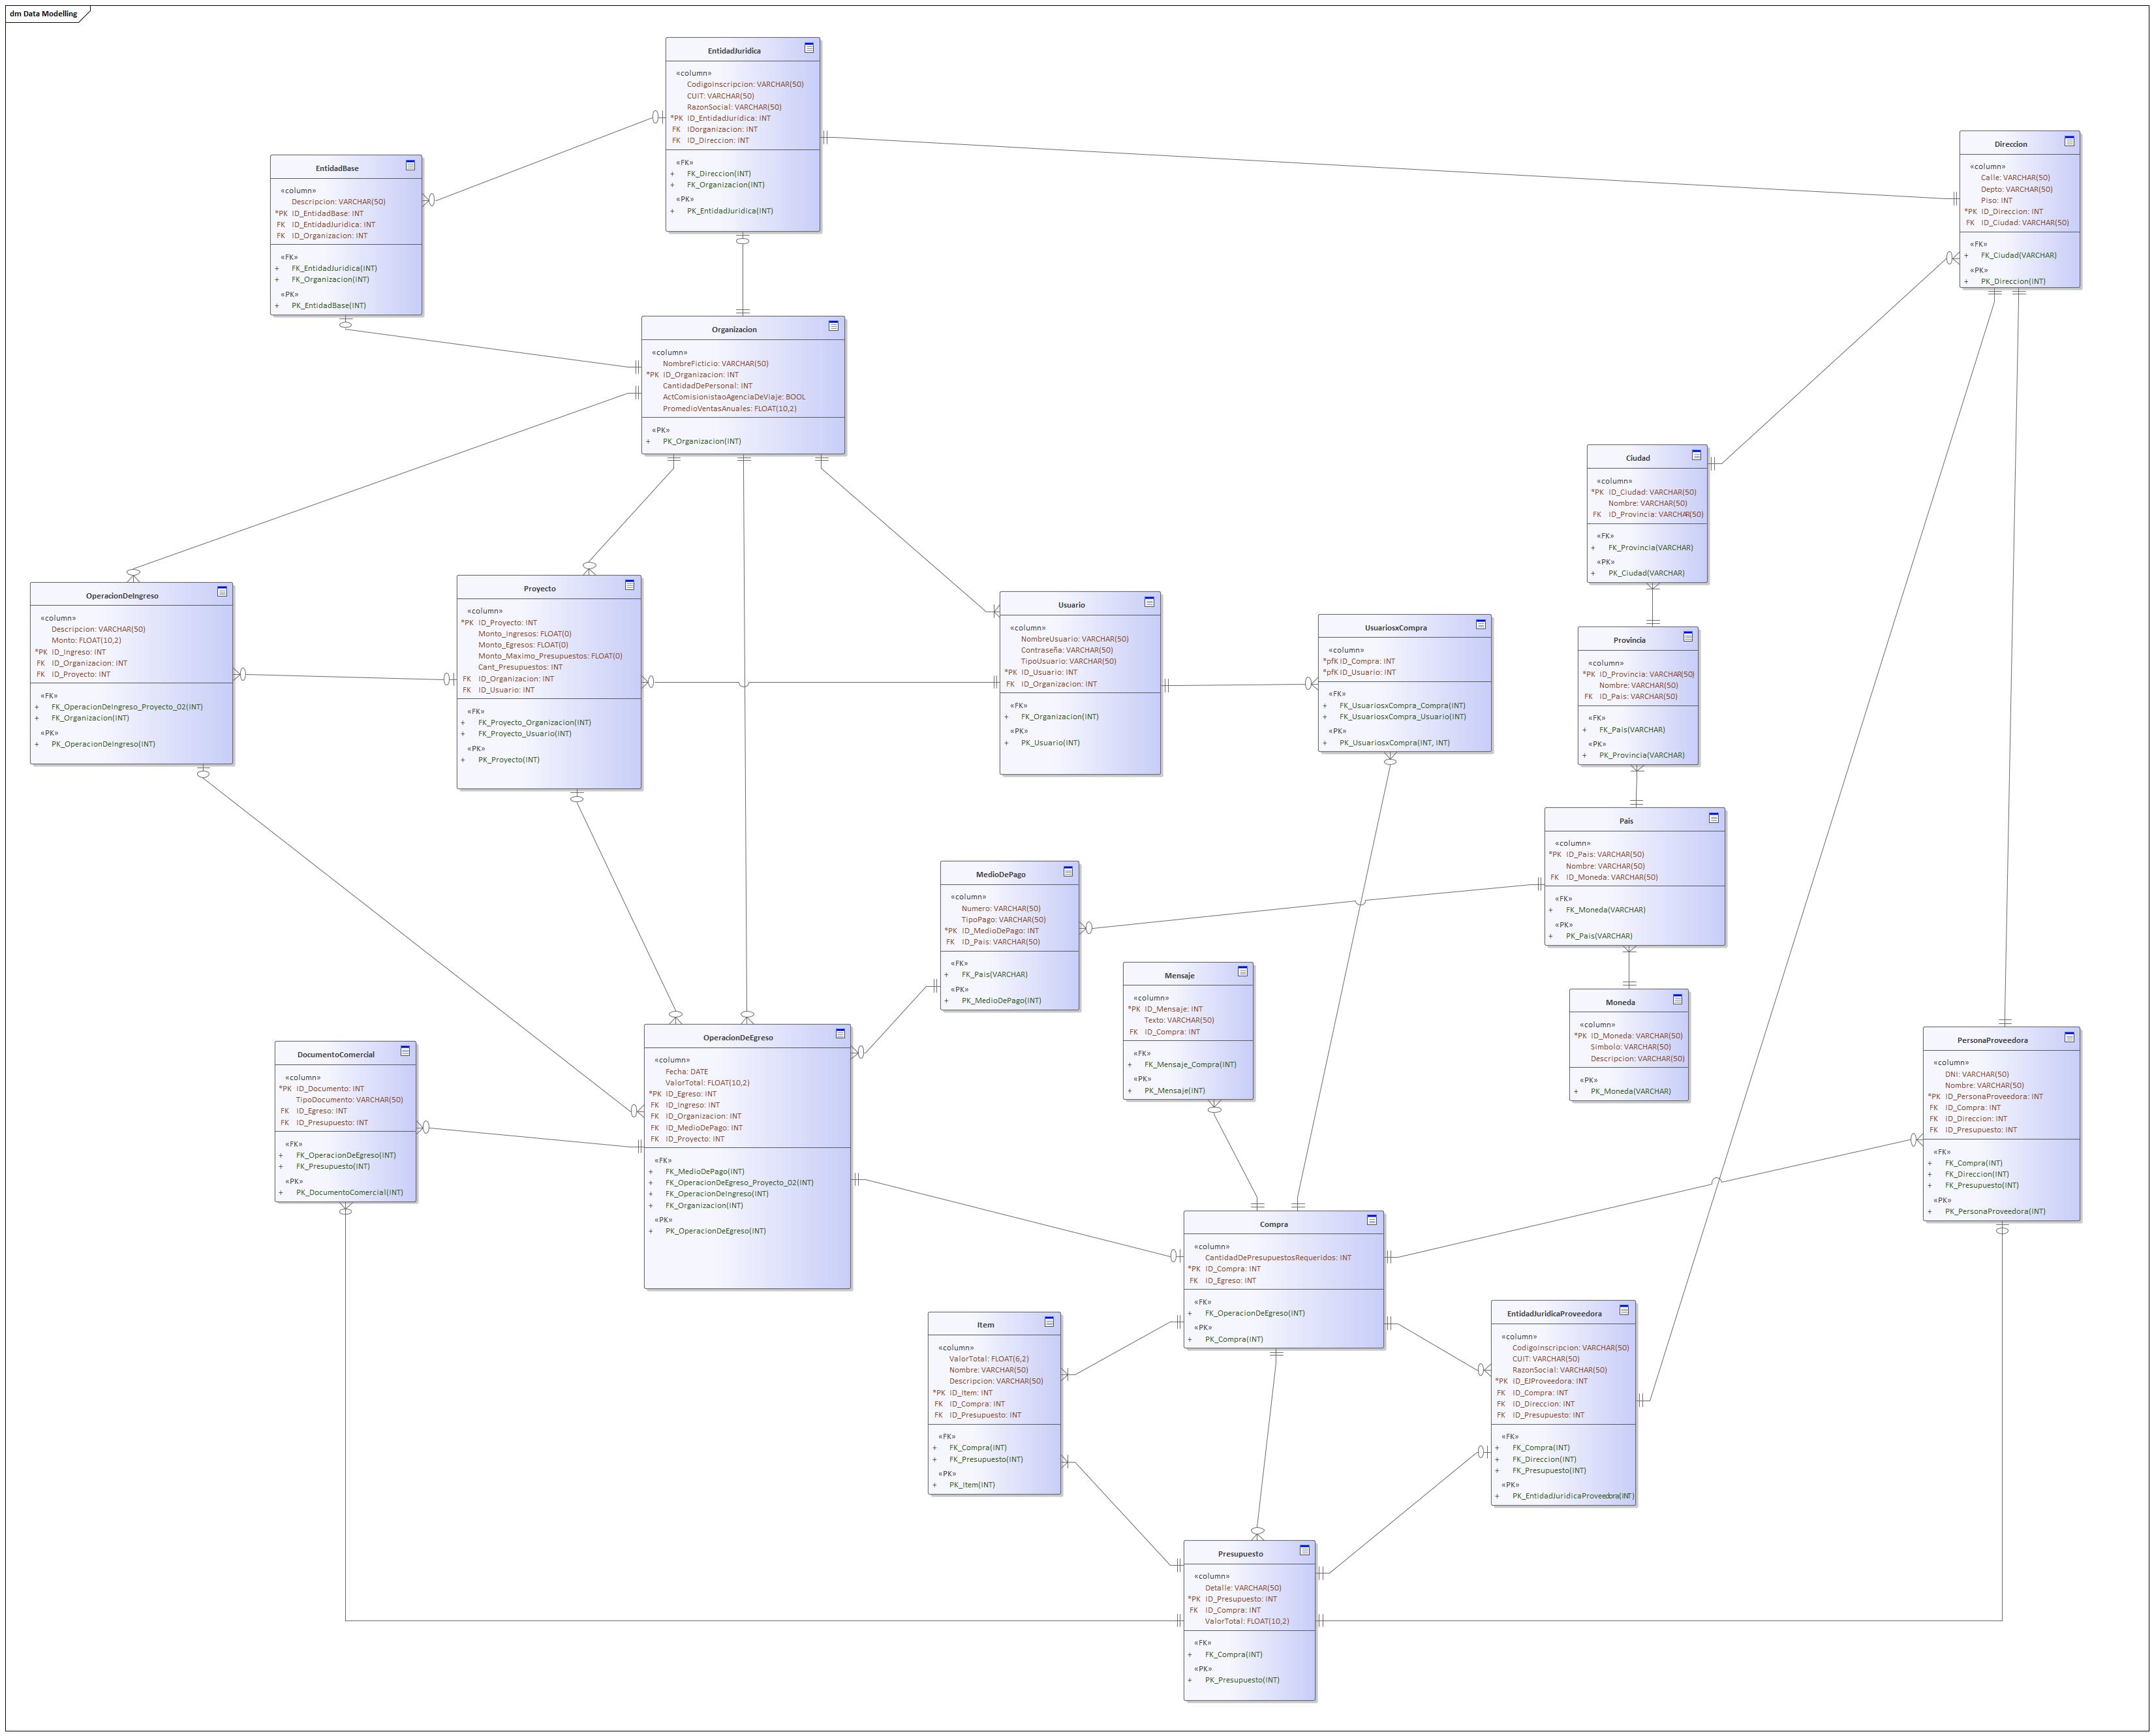 dm Data Modelling
EntidadJuridica
«column»
CodigoInscripcion: VARCHAR(50)
CUIT: VARCHAR(50)
RazonSocial: VARCHAR(50)
*PK ID_EntidadJuridica: INT
FK IDorganizacion: INT
FK ID_Direccion: INT
«FK»
+ FK_Direccion(INT)
+ FK_Organizacion(INT)
«PK»
+ PK_EntidadJuridica(INT)
Direccion
«column»
Calle: VARCHAR(50)
Depto: VARCHAR(50)
Piso: INT
*PK ID_Direccion: INT
FK ID_Ciudad: VARCHAR(50)
«FK»
+ FK_Ciudad(VARCHAR)
«PK»
+ PK_Direccion(INT)
EntidadBase
«column»
Descripcion: VARCHAR(50)
*PK ID_EntidadBase: INT
FK ID_EntidadJuridica: INT
FK ID_Organizacion: INT
«FK»
+ FK_EntidadJuridica(INT)
+ FK_Organizacion(INT)
«PK»
+ PK_EntidadBase(INT)
Organizacion
«column»
NombreFicticio: VARCHAR(50)
*PK ID_Organizacion: INT
CantidadDePersonal: INT
ActComisionistaoAgenciaDeViaje: BOOL
PromedioVentasAnuales: FLOAT(10,2)
«PK»
+ PK_Organizacion(INT)
Ciudad
«column»
*PK ID_Ciudad: VARCHAR(50)
Nombre: VARCHAR(50)
FK ID_Provincia: VARCHAR(50)
«FK»
+ FK_Provincia(VARCHAR)
«PK»
+ PK_Ciudad(VARCHAR)
OperacionDeIngreso
«column»
Descripcion: VARCHAR(50)
Monto: FLOAT(10,2)
*PK ID_Ingreso: INT
FK ID_Organizacion: INT
FK ID_Proyecto: INT
«FK»
+ FK_OperacionDeIngreso_Proyecto_02(INT)
+ FK_Organizacion(INT)
«PK»
+ PK_OperacionDeIngreso(INT)
Proyecto
«column»
*PK ID_Proyecto: INT
Monto_Ingresos: FLOAT(0)
Monto_Egresos: FLOAT(0)
Monto_Maximo_Presupuestos: FLOAT(0)
Cant_Presupuestos: INT
FK ID_Organizacion: INT
FK ID_Usuario: INT
«FK»
+ FK_Proyecto_Organizacion(INT)
+ FK_Proyecto_Usuario(INT)
«PK»
+ PK_Proyecto(INT)
Usuario
«column»
NombreUsuario: VARCHAR(50)
Contraseña: VARCHAR(50)
TipoUsuario: VARCHAR(50)
*PK ID_Usuario: INT
FK ID_Organizacion: INT
«FK»
+ FK_Organizacion(INT)
«PK»
+ PK_Usuario(INT)
UsuariosxCompra
«column»
*pfK ID_Compra: INT
*pfK ID_Usuario: INT
«FK»
+ FK_UsuariosxCompra_Compra(INT)
+ FK_UsuariosxCompra_Usuario(INT)
«PK»
+ PK_UsuariosxCompra(INT, INT)
Provincia
«column»
*PK ID_Provincia: VARCHAR(50)
Nombre: VARCHAR(50)
FK ID_Pais: VARCHAR(50)
«FK»
+ FK_Pais(VARCHAR)
«PK»
+ PK_Provincia(VARCHAR)
Pais
«column»
*PK ID_Pais: VARCHAR(50)
Nombre: VARCHAR(50)
FK ID_Moneda: VARCHAR(50)
«FK»
+ FK_Moneda(VARCHAR)
«PK»
+ PK_Pais(VARCHAR)
MedioDePago
«column»
Numero: VARCHAR(50)
TipoPago: VARCHAR(50)
*PK ID_MedioDePago: INT
FK ID_Pais: VARCHAR(50)
«FK»
+ FK_Pais(VARCHAR)
«PK»
+ PK_MedioDePago(INT)
Mensaje
«column»
*PK ID_Mensaje: INT
Texto: VARCHAR(50)
FK ID_Compra: INT
«FK»
+ FK_Mensaje_Compra(INT)
«PK»
+ PK_Mensaje(INT)
Moneda
«column»
*PK ID_Moneda: VARCHAR(50)
Simbolo: VARCHAR(50)
Descripcion: VARCHAR(50)
«PK»
+ PK_Moneda(VARCHAR)
DocumentoComercial
«column»
*PK ID_Documento: INT
TipoDocumento: VARCHAR(50)
FK ID_Egreso: INT
FK ID_Presupuesto: INT
«FK»
+ FK_OperacionDeEgreso(INT)
+ FK_Presupuesto(INT)
«PK»
+ PK_DocumentoComercial(INT)
OperacionDeEgreso
«column»
Fecha: DATE
ValorTotal: FLOAT(10,2)
*PK ID_Egreso: INT
FK ID_Ingreso: INT
FK ID_Organizacion: INT
FK ID_MedioDePago: INT
FK ID_Proyecto: INT
«FK»
+ FK_MedioDePago(INT)
+ FK_OperacionDeEgreso_Proyecto_02(INT)
+ FK_OperacionDeIngreso(INT)
+ FK_Organizacion(INT)
«PK»
+ PK_OperacionDeEgreso(INT)
PersonaProveedora
«column»
DNI: VARCHAR(50)
Nombre: VARCHAR(50)
*PK ID_PersonaProveedora: INT
FK ID_Compra: INT
FK ID_Direccion: INT
FK ID_Presupuesto: INT
«FK»
+ FK_Compra(INT)
+ FK_Direccion(INT)
+ FK_Presupuesto(INT)
«PK»
+ PK_PersonaProveedora(INT)
Compra
«column»
CantidadDePresupuestosRequeridos: INT
*PK ID_Compra: INT
FK ID_Egreso: INT
«FK»
+ FK_OperacionDeEgreso(INT)
«PK»
+ PK_Compra(INT)
Item
«column»
ValorTotal: FLOAT(6,2)
Nombre: VARCHAR(50)
Descripcion: VARCHAR(50)
*PK ID_Item: INT
FK ID_Compra: INT
FK ID_Presupuesto: INT
«FK»
+ FK_Compra(INT)
+ FK_Presupuesto(INT)
«PK»
+ PK_Item(INT)
EntidadJuridicaProveedora
«column»
CodigoInscripcion: VARCHAR(50)
CUIT: VARCHAR(50)
RazonSocial: VARCHAR(50)
*PK ID_EJProveedora: INT
FK ID_Compra: INT
FK ID_Direccion: INT
FK ID_Presupuesto: INT
«FK»
+ FK_Compra(INT)
+ FK_Direccion(INT)
+ FK_Presupuesto(INT)
«PK»
+ PK_EntidadJuridicaProveedora(INT)
Presupuesto
«column»
Detalle: VARCHAR(50)
*PK ID_Presupuesto: INT
FK ID_Compra: INT
ValorTotal: FLOAT(10,2)
«FK»
+ FK_Compra(INT)
«PK»
+ PK_Presupuesto(INT)